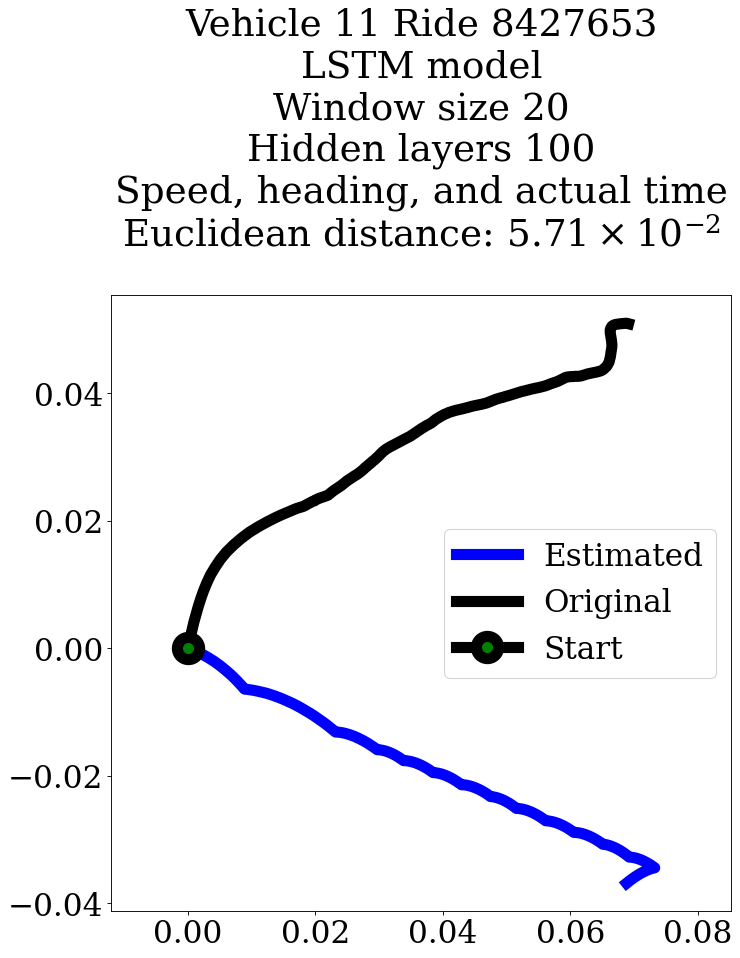 Vehicle 11 Ride 8427653
LSTM model
Window size 20
Hidden layers 100
Speed, heading, and actual time
Euclidean distance: 5.71 × 10⁻²
0.04
0.02
0.00
−0.02
−0.04
Estimated
Original
Start
0.00 0.02 0.04 0.06 0.08